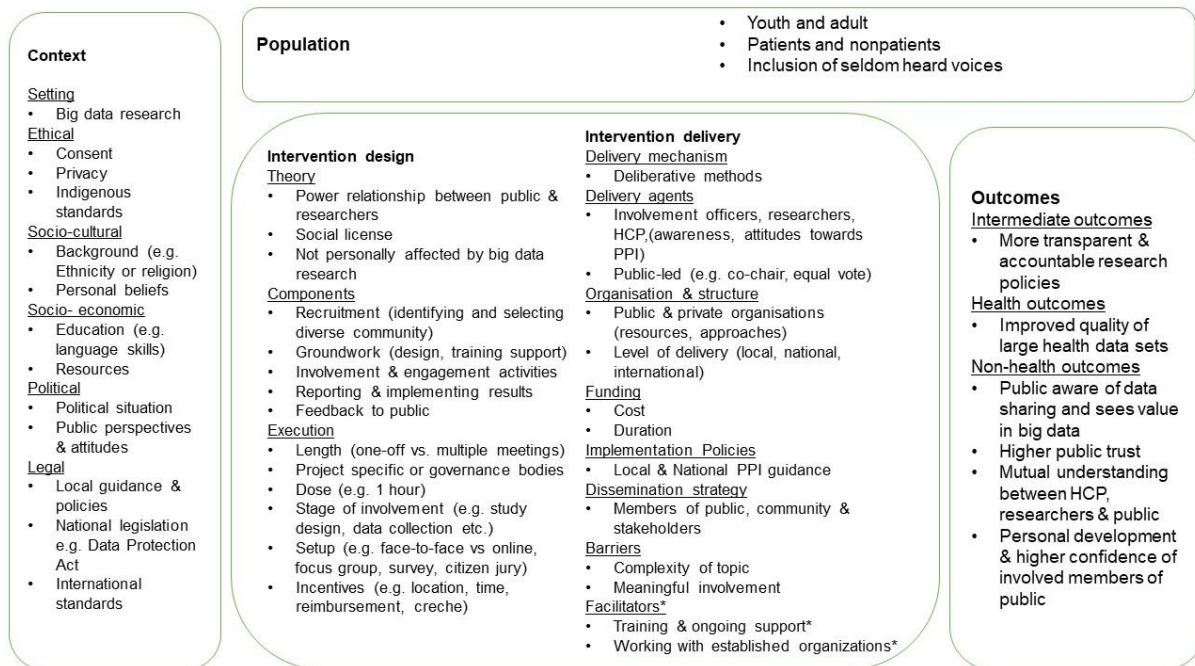 Context
Setting
• Big data research
Ethical
• Consent
• Privacy
• Indigenous
standards
Socio-cultural
• Background (e.g.
Ethnicity or religion)
• Personal beliefs
Socio- economic
• Education (e.g.
language skills)
• Resources
Political
• Political situation
• Public perspectives
& attitudes
Legal
• Local guidance &
policies
• National legislation
e.g. Data Protection
Act
• International
standards
Population
• Youth and adult
• Patients and nonpatients
• Inclusion of seldom heard voices
Intervention design
Theory
• Power relationship between public &
researchers
• Social license
• Not personally affected by big data
research
Components
• Recruitment (identifying and selecting
diverse community)
• Groundwork (design, training support)
• Involvement & engagement activities
• Reporting & implementing results
• Feedback to public
Execution
• Length (one-off vs. multiple meetings)
• Project specific or governance bodies
• Dose (e.g. 1 hour)
• Stage of involvement (e.g. study
design, data collection etc.)
• Setup (e.g. face-to-face vs online,
focus group, survey, citizen jury)
• Incentives (e.g. location, time,
reimbursement, creche)
Intervention delivery
Delivery mechanism
• Deliberative methods
Delivery agents
• Involvement officers, researchers,
HCP,(awareness, attitudes towards
PPI)
• Public-led (e.g. co-chair, equal vote)
Organisation & structure
• Public & private organisations
(resources, approaches)
• Level of delivery (local, national,
international)
Funding
• Cost
• Duration
Implementation Policies
• Local & National PPI guidance
Dissemination strategy
• Members of public, community &
stakeholders
Barriers
• Complexity of topic
• Meaningful involvement
Facilitators*
• Training & ongoing support*
• Working with established organizations*
Outcomes
Intermediate outcomes
• More transparent &
accountable research
policies
Health outcomes
• Improved quality of
large health data sets
Non-health outcomes
• Public aware of data
sharing and sees value
in big data
• Higher public trust
• Mutual understanding
between HCP,
researchers & public
• Personal development
& higher confidence of
involved members of
public